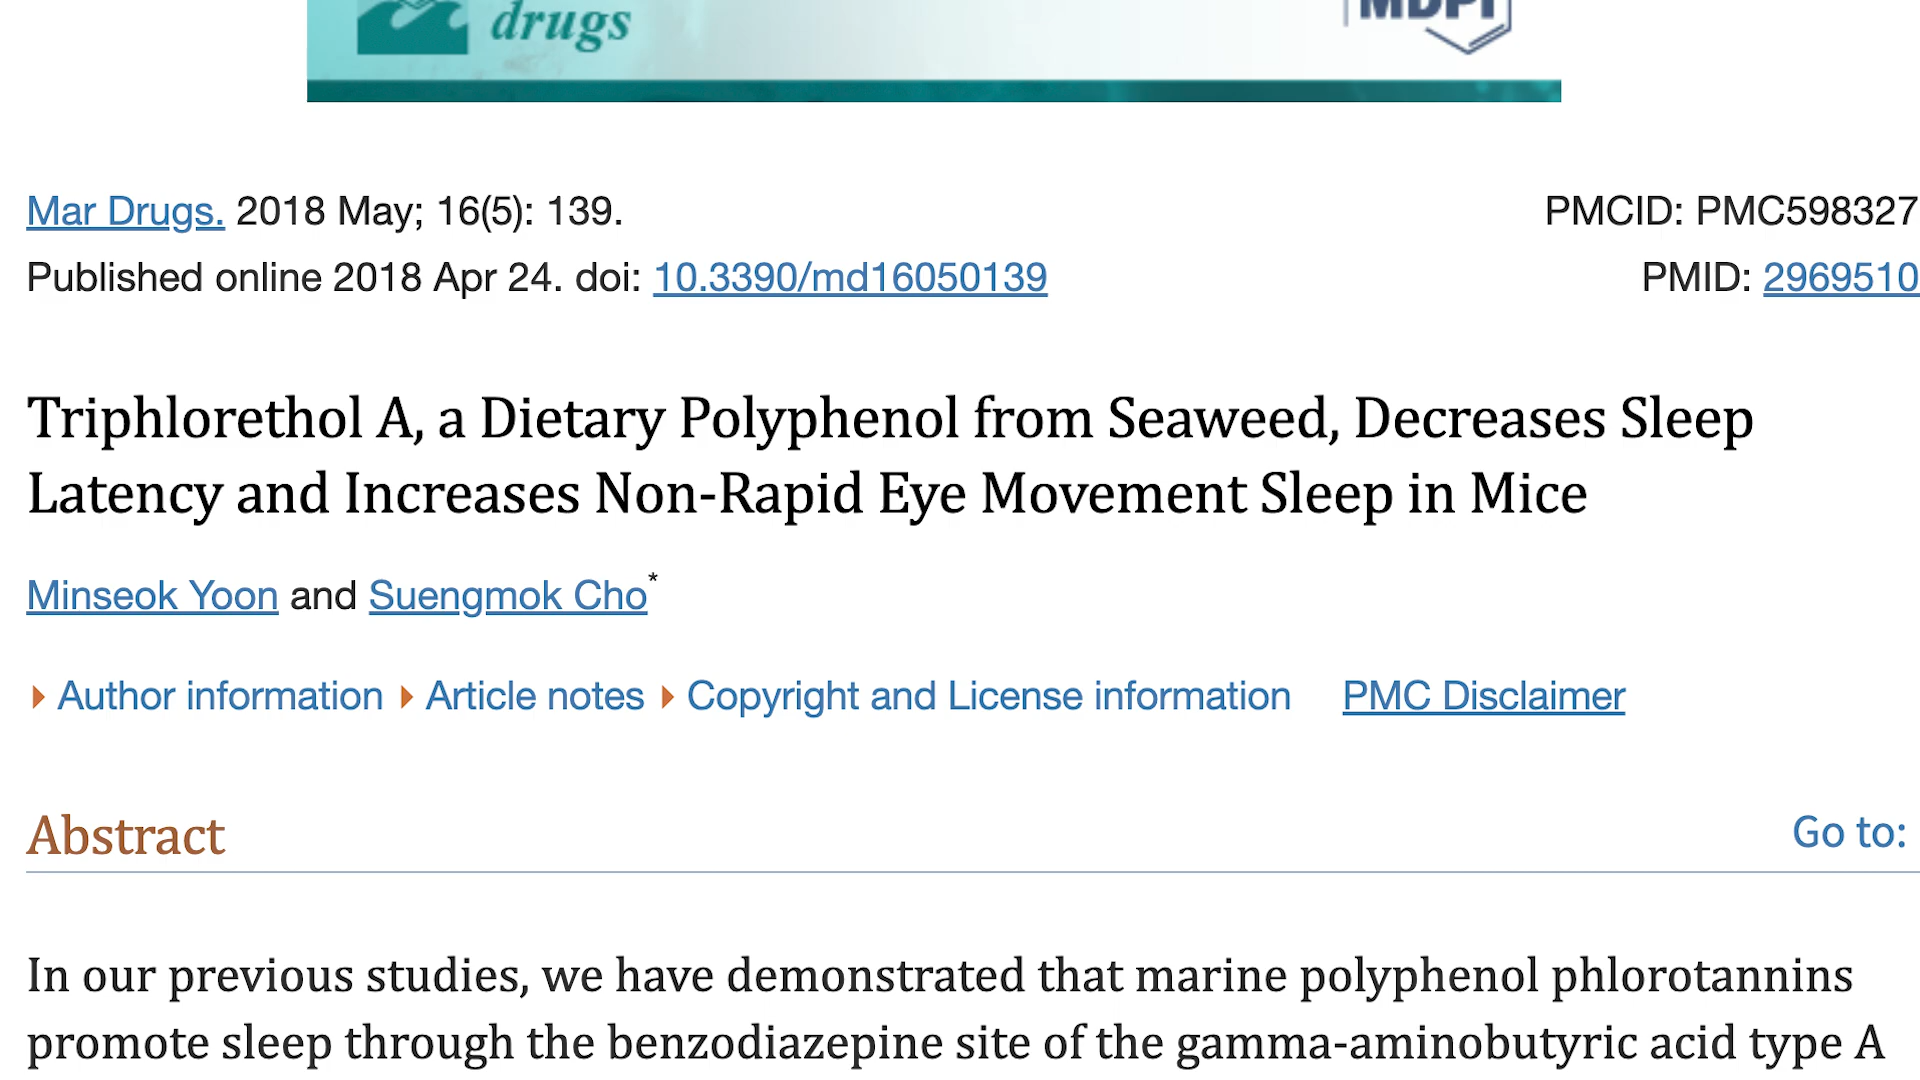 drugs
MDPI
Mar Drugs. 2018 May; 16(5): 139.
PMCID: PMC598327
Published online 2018 Apr 24. doi: 10.3390/md16050139
PMID: 2969510
Triphlorethol A, a Dietary Polyphenol from Seaweed, Decreases Sleep
Latency and Increases Non-Rapid Eye Movement Sleep in Mice
Minseok Yoon and Suengmok Cho*
Author information Article notes Copyright and License information PMC Disclaimer
Abstract
Go to:
In our previous studies, we have demonstrated that marine polyphenol phlorotannins
promote sleep through the benzodiazepine site of the gamma-aminobutyric acid type A